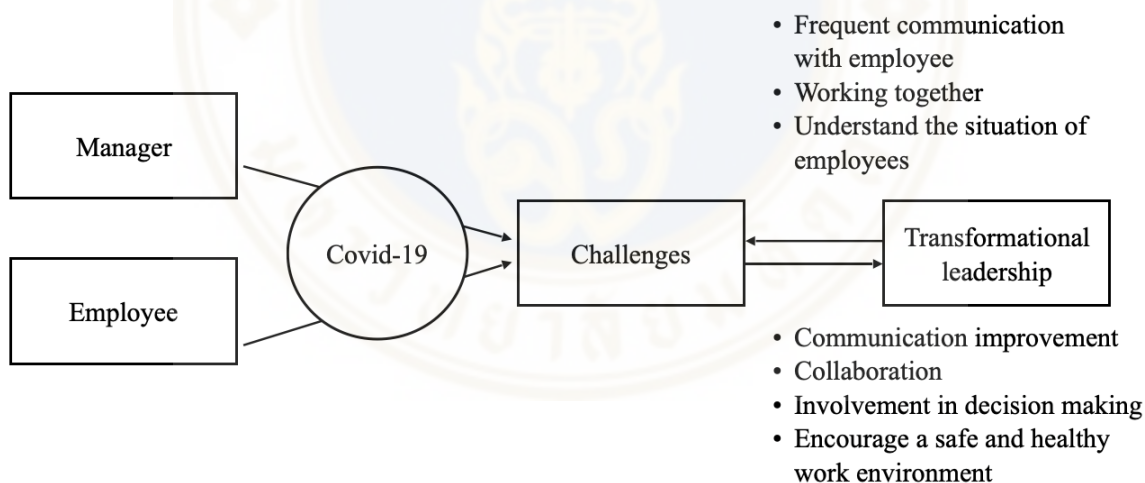 • Frequent communication
with employee
• Working together
• Understand the situation of
employees
Manager
Employee
Covid-19
Challenges
Transformational
leadership
• Communication improvement
• Collaboration
• Involvement in decision making
• Encourage a safe and healthy
work environment